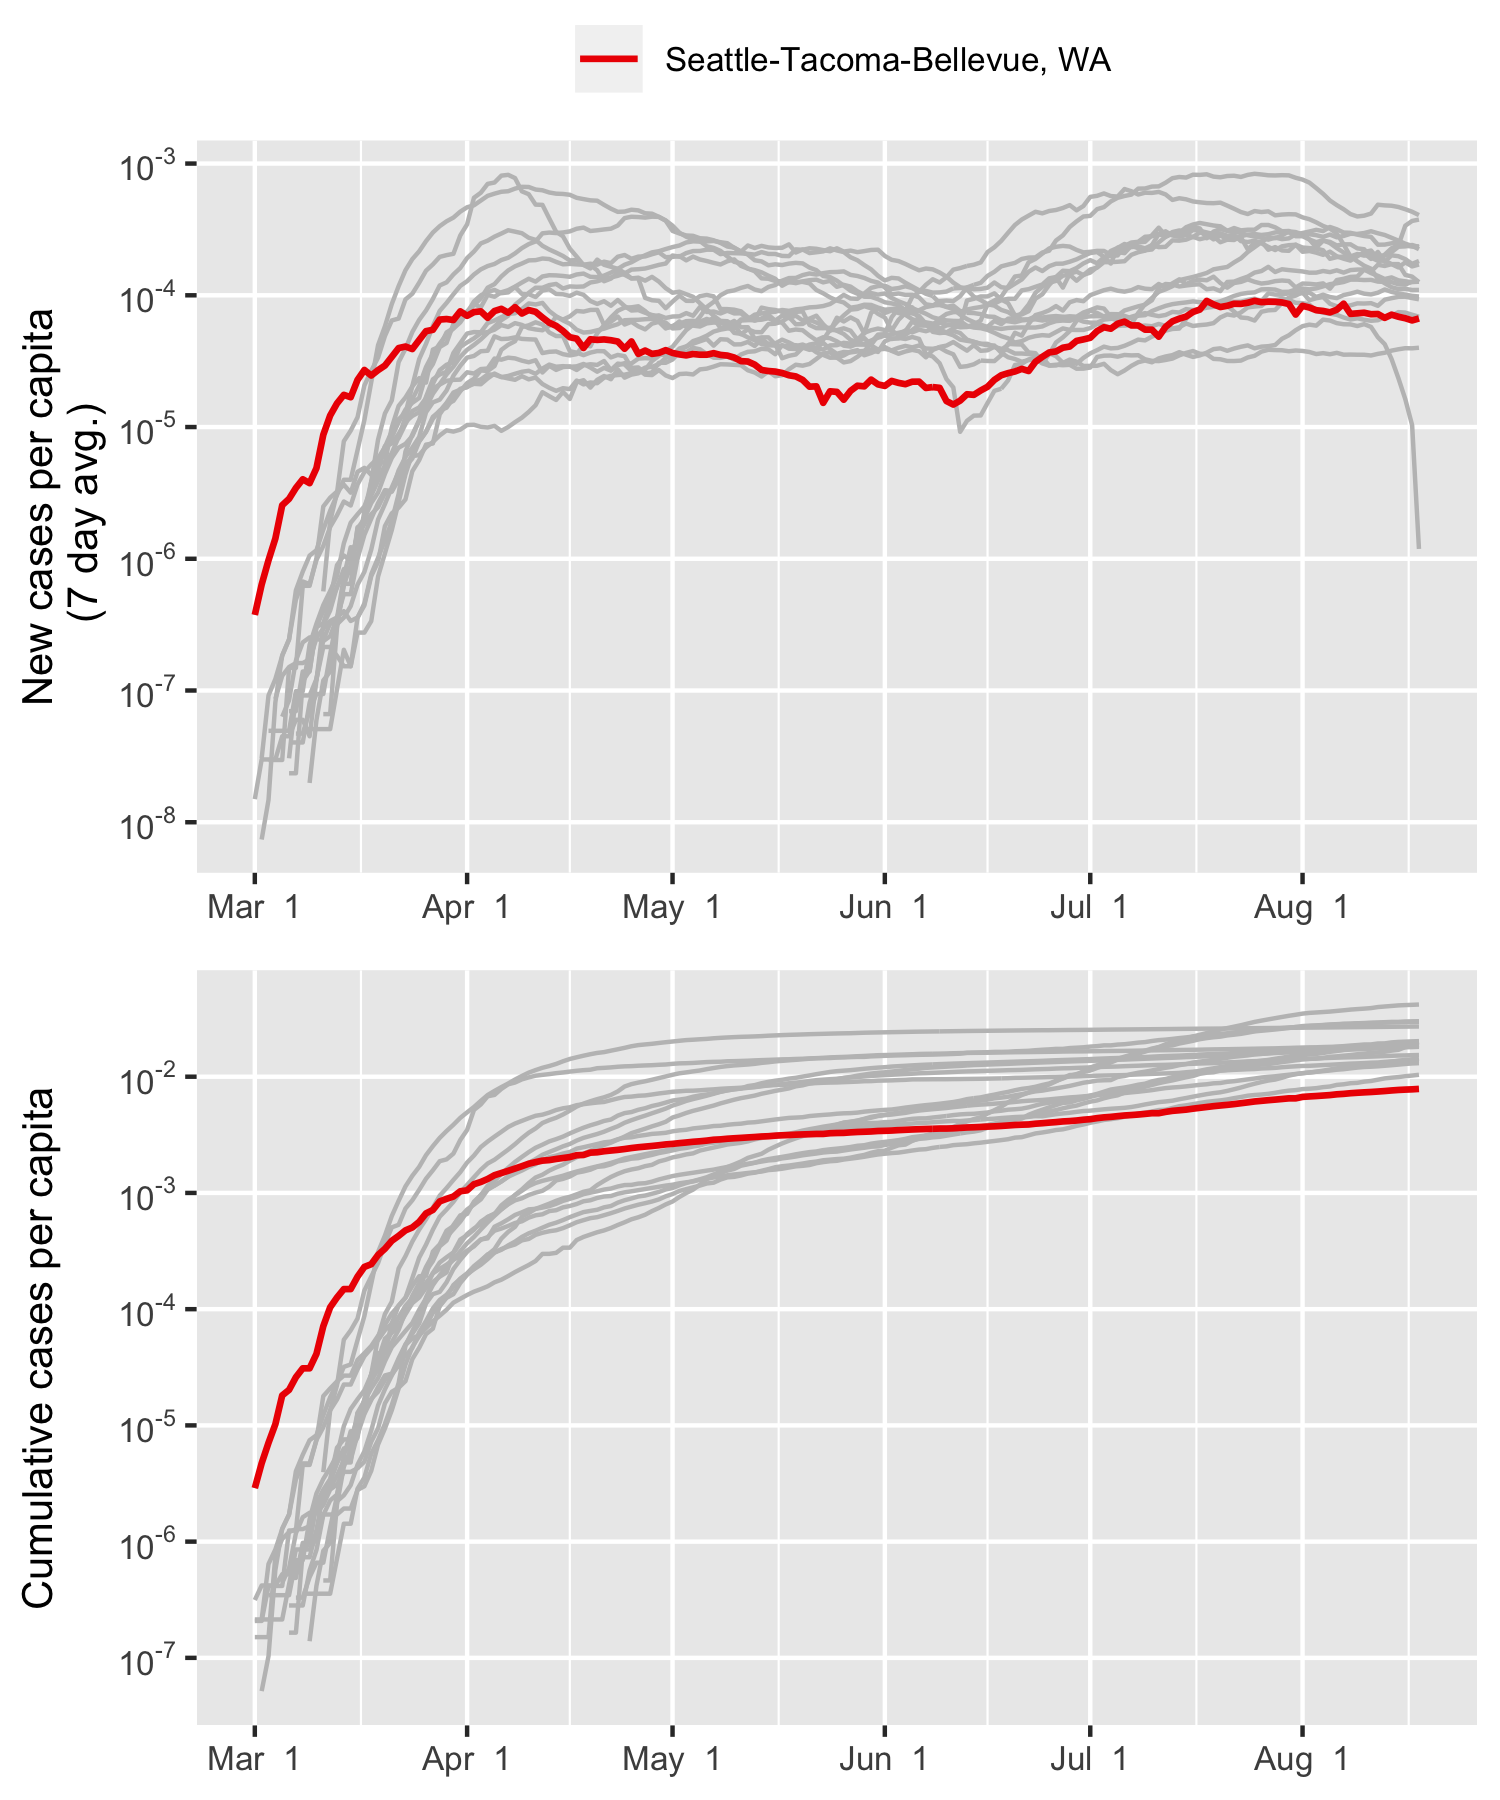 Seattle-Tacoma-Bellevue, WA
New cases per capita
(7 day avg.)
10-3
10-4
10-5
10-6
10-7
10-8
Mar 1 Apr 1 May 1 Jun 1 Jul 1 Aug 1
Cumulative cases per capita
10-2
10-3
10-4
10-5
10-6
10-7
Mar 1 Apr 1 May 1 Jun 1 Jul 1 Aug 1